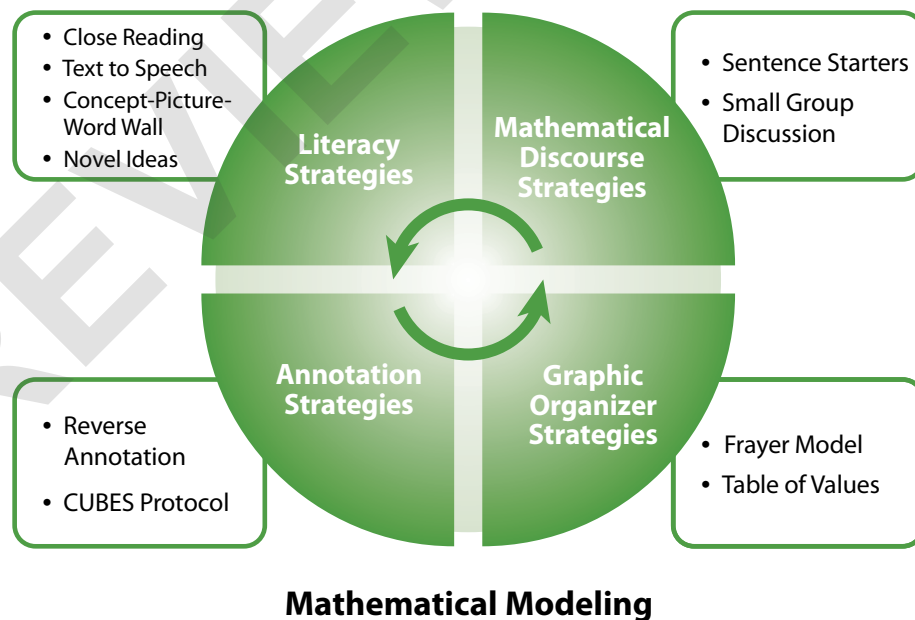 • Close Reading
• Text to Speech
• Concept-Picture-
Word Wall
• Novel Ideas
Literacy
Strategies
Mathematical
Discourse
Strategies
• Sentence Starters
• Small Group
Discussion
• Reverse
Annotation
• CUBES Protocol
Annotation
Strategies
Graphic
Organizer
Strategies
• Frayer Model
• Table of Values
Mathematical Modeling